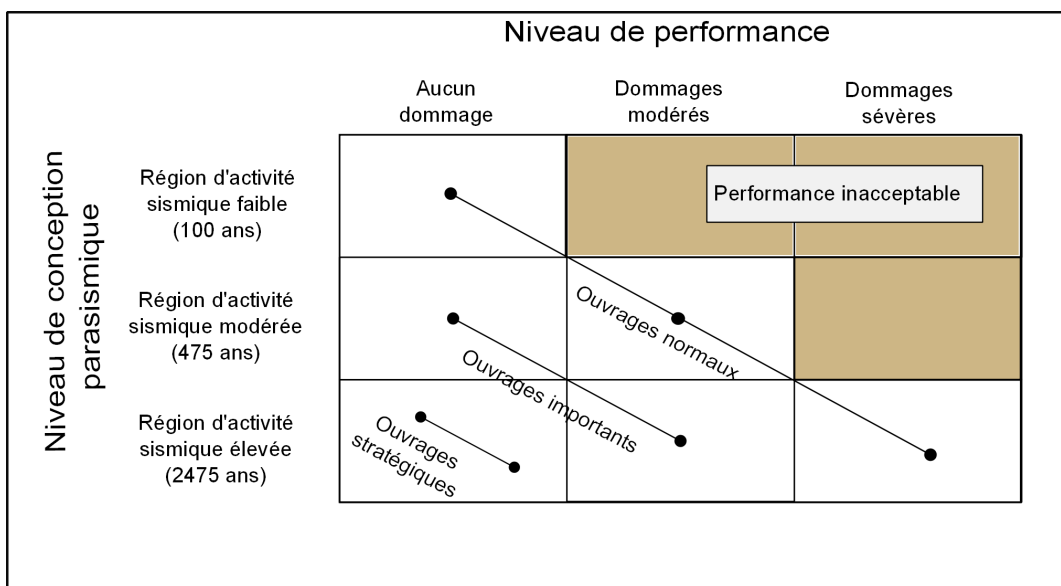 Niveau de performance
Aucun
dommage
Dommages
modérés
Dommages
sévères
Niveau de conception
parasismique
Région d'activité
sismique faible
(100 ans)
Performance inacceptable
Région d'activité
sismique modérée
(475 ans)
Ouvrages normaux
Ouvrages importants
Région d'activité
sismique élevée
(2475 ans)
Ouvrages
stratégiques